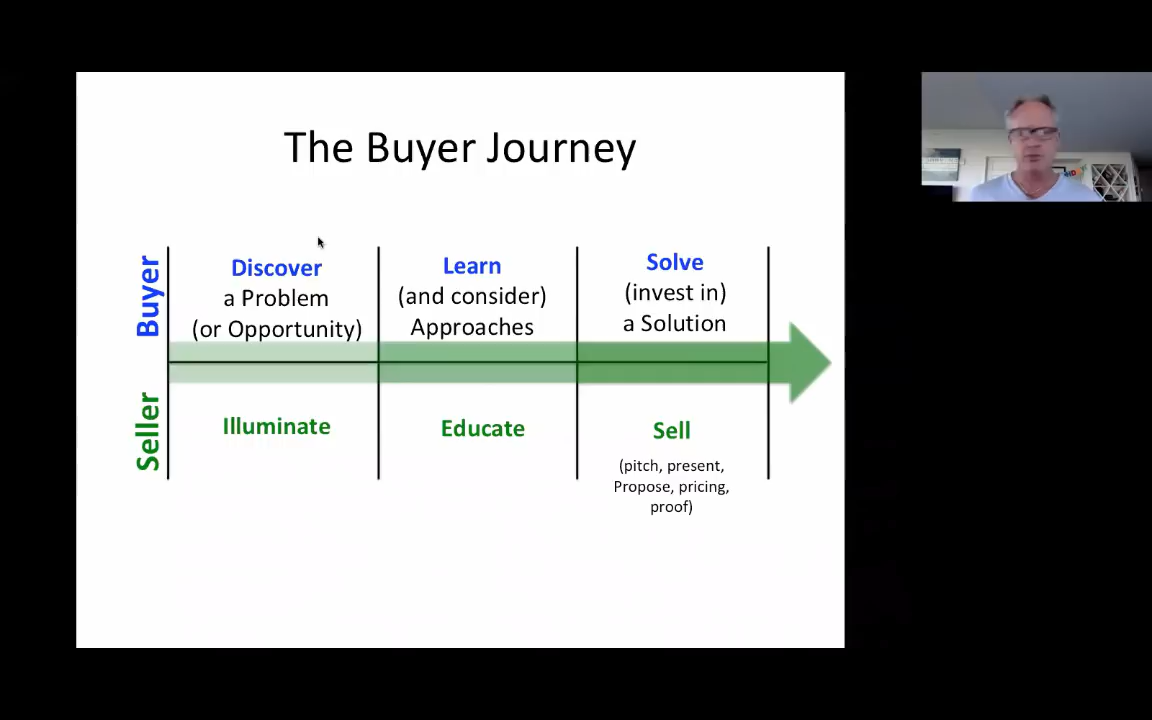 The Buyer Journey
Buyer
Discover
a Problem
(or Opportunity)
Learn
(and consider)
Approaches
Solve
(invest in)
a Solution
Seller
Illuminate
Educate
Sell
(pitch, present,
Propose, pricing,
proof)